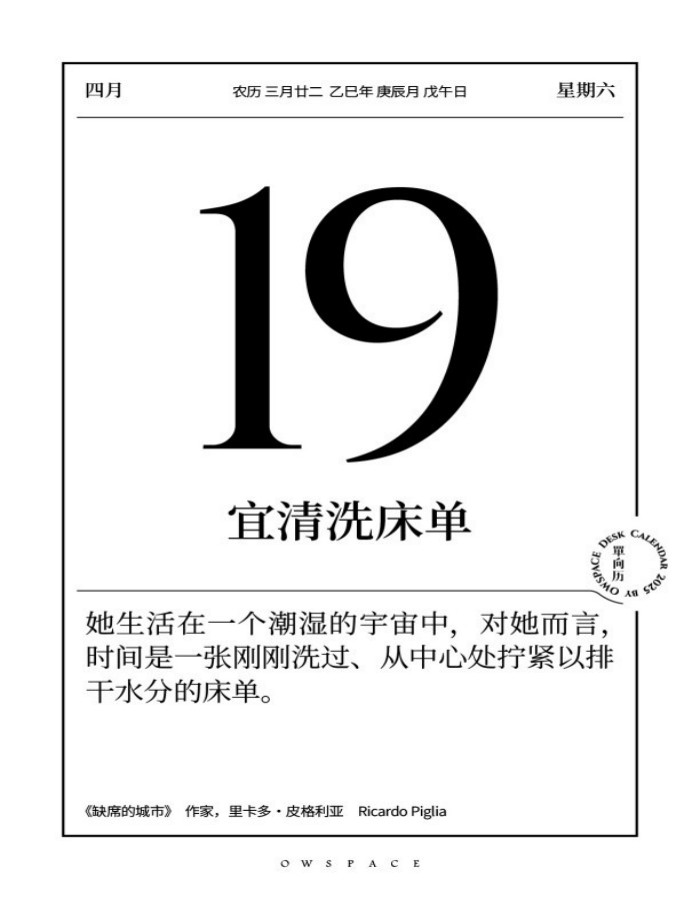 四月
农历 三月廿二 乙巳年 庚辰月 戊午日
星期六
19
宜清洗床单
OWSPACE DESK CALENDAR 2025 BY
單向历
她生活在一个潮湿的宇宙中，对她而言，
时间是一张刚刚洗过、从中心处拧紧以排
干水分的床单。
《缺席的城市》 作家，里卡多·皮格利亚 Ricardo Piglia
OWSPACE